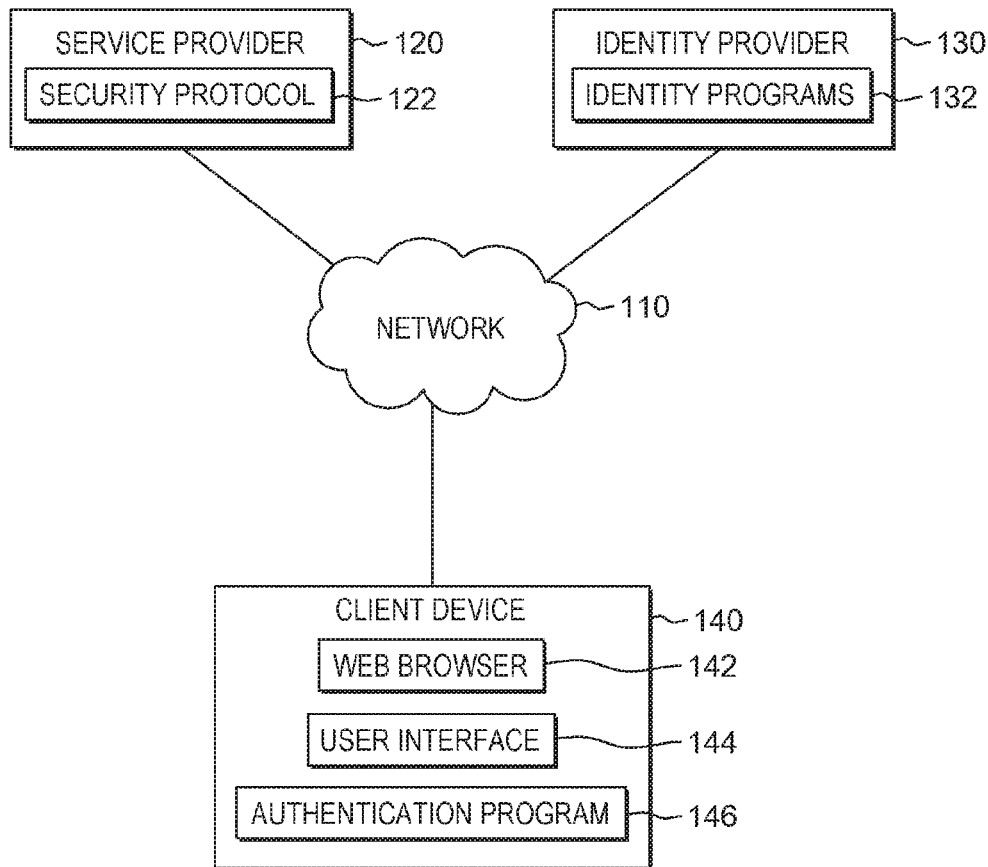 SERVICE PROVIDER
120
SECURITY PROTOCOL
122
IDENTITY PROVIDER
130
IDENTITY PROGRAMS
132
NETWORK
110
CLIENT DEVICE
140
WEB BROWSER
142
USER INTERFACE
144
AUTHENTICATION PROGRAM
146